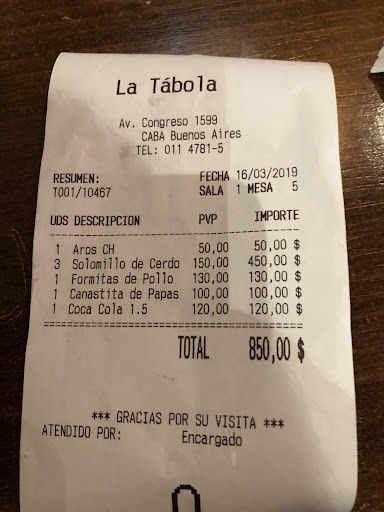 La Tábola
Av. Congreso 1599
CABA Buenos Aires
TEL: 011 4781-5
RESUMEN: FECHA 16/03/2019
T001/10467 SALA 1 MESA 5
UDS DESCRIPCION PVP IMPORTE
1 Aros CH 50,00 50,00 $
3 Solomillo de Cerdo 150,00 450,00 $
1 Formitas de Pollo 130,00 130,00 $
1 Canastita de Papas 100,00 100,00 $
1 Coca Cola 1.5 120,00 120,00 $
TOTAL 850,00 $
*** GRACIAS POR SU VISITA ***
ATENDIDO POR: Encargado